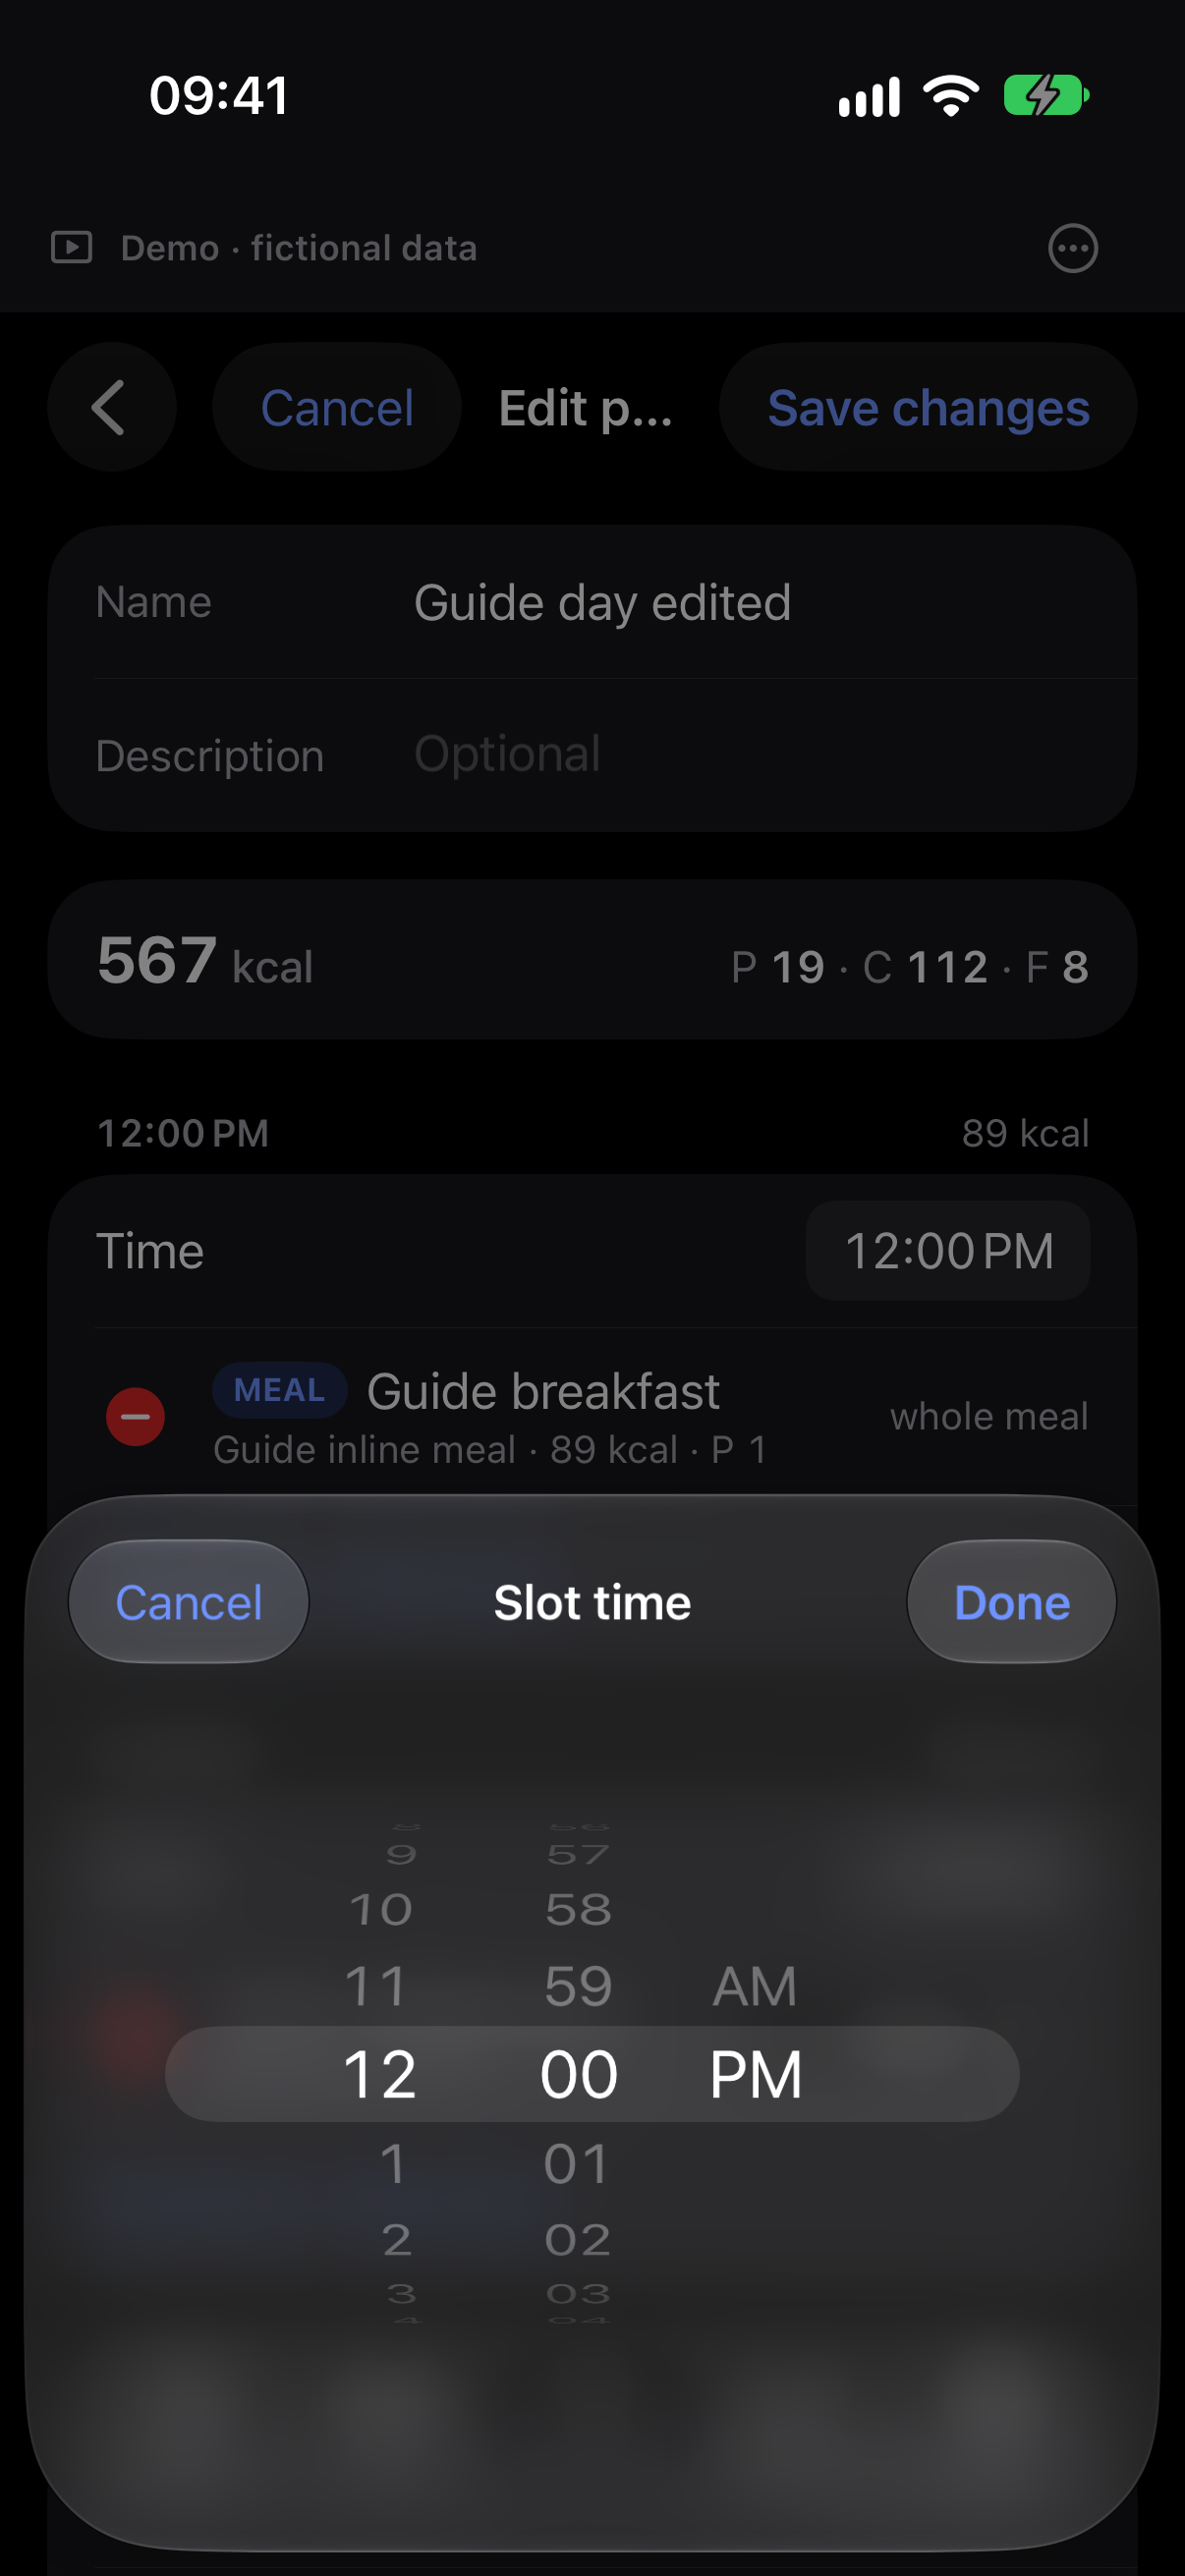 09:41
Demo · fictional data
Cancel Edit p... Save changes
Name Guide day edited
Description Optional
567 kcal P 19 · C 112 · F 8
12:00 PM 89 kcal
Time 12:00 PM
MEAL Guide breakfast
whole meal
Guide inline meal · 89 kcal · P 1
Cancel Slot time Done
9 57
10 58
11 59 AM
12 00 PM
1 01
2 02
3 03
4 04